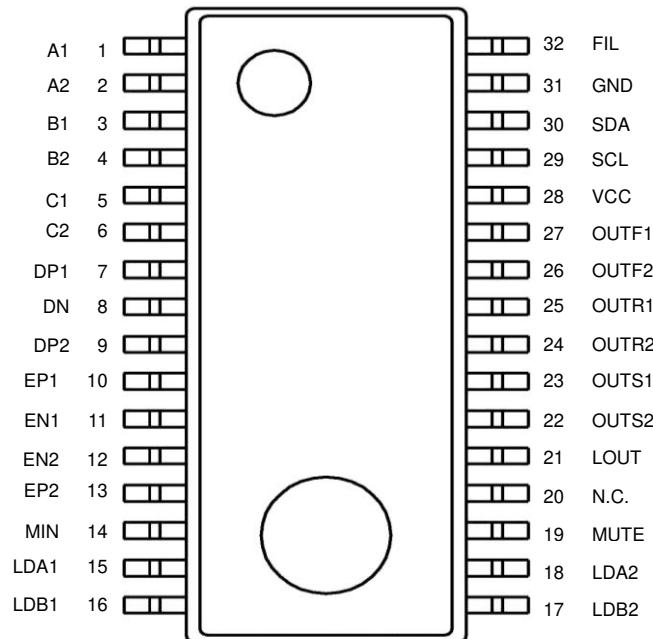 A1 1 32 FIL
A2 2 31 GND
B1 3 30 SDA
B2 4 29 SCL
C1 5 28 VCC
C2 6 27 OUTF1
DP1 7 26 OUTF2
DN 8 25 OUTR1
DP2 9 24 OUTR2
EP1 10 23 OUTS1
EN1 11 22 OUTS2
EN2 12 21 LOUT
EP2 13 20 N.C.
MIN 14 19 MUTE
LDA1 15 18 LDA2
LDB1 16 17 LDB2